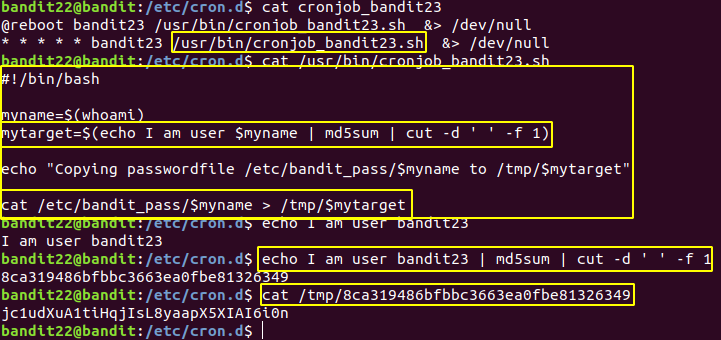 bandit22@bandit:/etc/cron.d$ cat cronjob_bandit23
@reboot bandit23 /usr/bin/cronjob_bandit23.sh  &> /dev/null
* * * * * bandit23 /usr/bin/cronjob_bandit23.sh  &> /dev/null
bandit22@bandit:/etc/cron.d$ cat /usr/bin/cronjob_bandit23.sh
#!/bin/bash
myname=$(whoami)
mytarget=$(echo I am user $myname | md5sum | cut -d ' ' -f 1)
echo "Copying passwordfile /etc/bandit_pass/$myname to /tmp/$mytarget"
cat /etc/bandit_pass/$myname > /tmp/$mytarget
bandit22@bandit:/etc/cron.d$ echo I am user bandit23
I am user bandit23
bandit22@bandit:/etc/cron.d$ echo I am user bandit23 | md5sum | cut -d ' ' -f 1
8ca319486bfbbc3663ea0fbe81326349
bandit22@bandit:/etc/cron.d$ cat /tmp/8ca319486bfbbc3663ea0fbe81326349
jc1udXuA1tiHqjIsL8yaapX5XIAI6i0n
bandit22@bandit:/etc/cron.d$